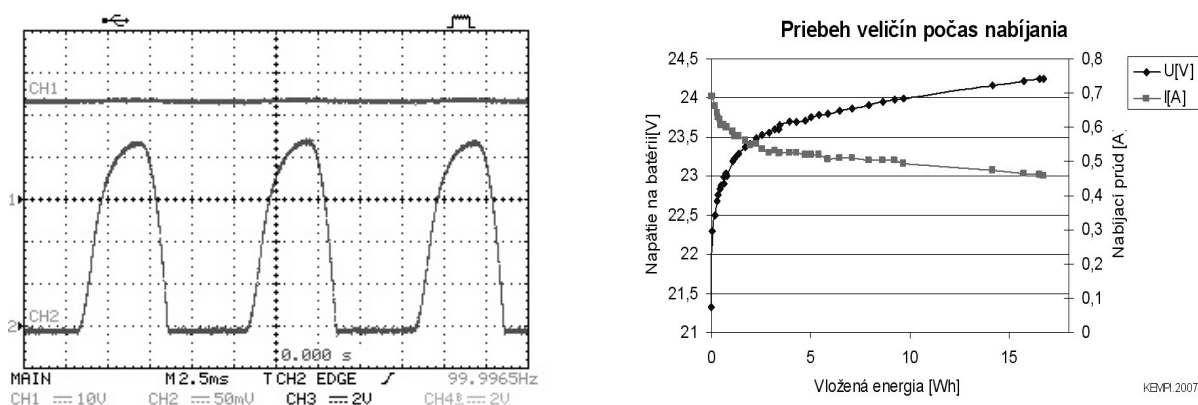 CH1
1
CH2
2
0.000 s
MAIN M 2.5ms T CH2 EDGE 99.9965Hz
CH1 10V CH2 50mV CH3 2V CH4 2V
Priebeh veličín počas nabíjania
24,5
24
23,5
23
22,5
22
21,5
21
Napätie na batérii[V]
0,8
0,7
0,6
0,5
0,4
0,3
0,2
0,1
0
Nabíjací prúd [A
U[V]
I[A]
0 5 10 15
Vložená energia [Wh]
KEMPI.2007